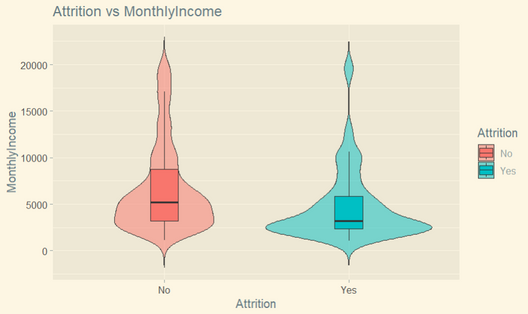 Attrition vs MonthlyIncome
20000
15000
10000
5000
0
MonthlyIncome
No
Yes
Attrition
Attrition
No
Yes